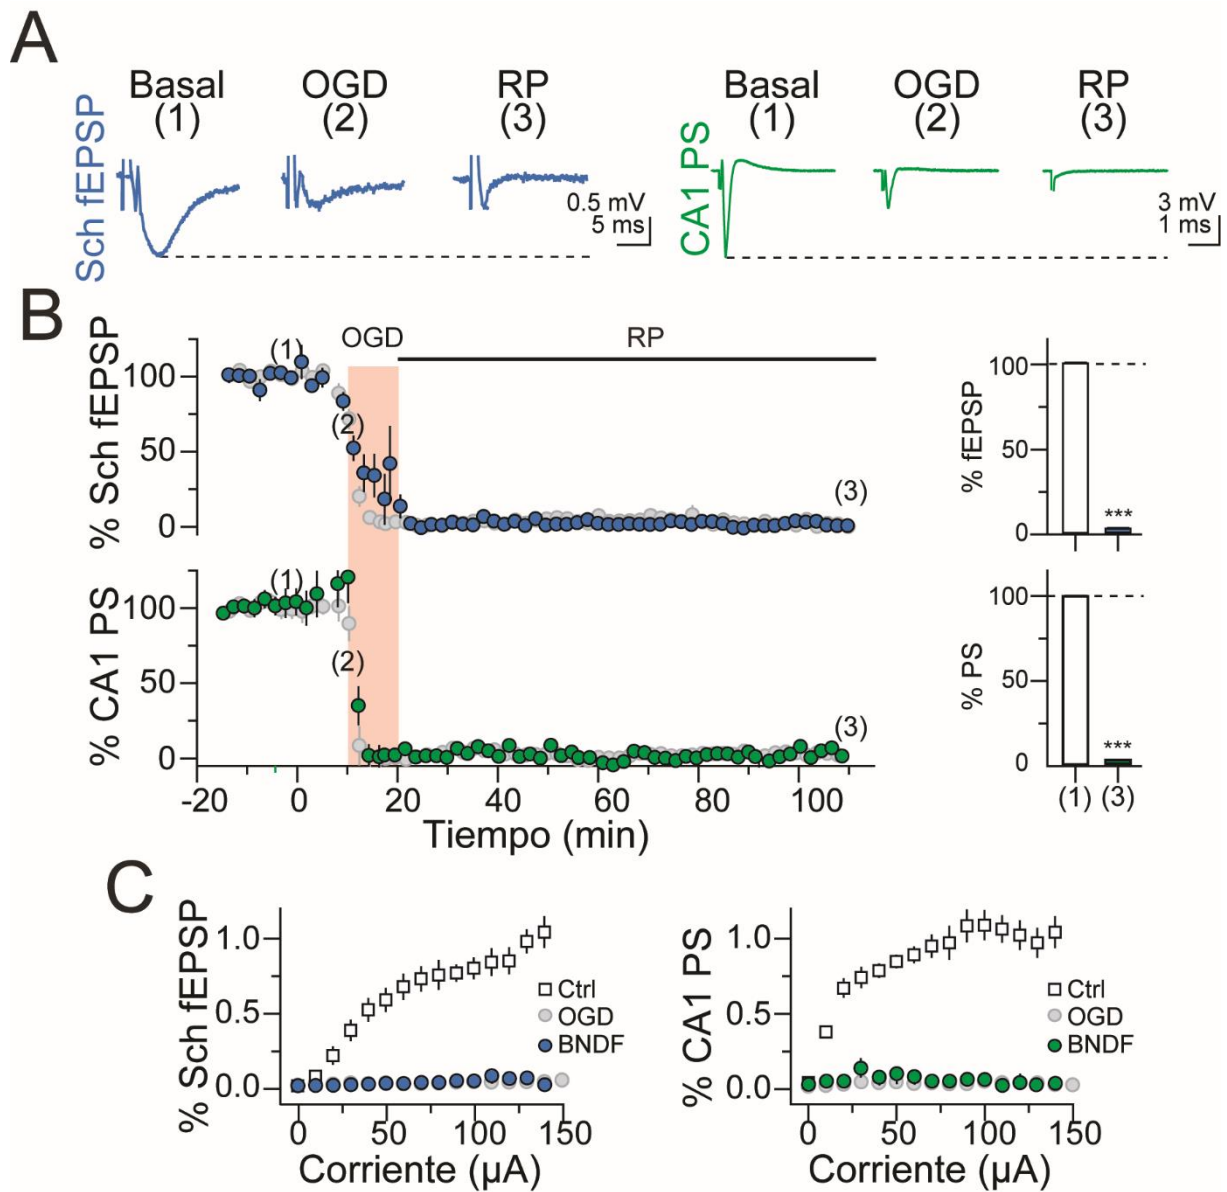 A
Basal OGD RP Basal OGD RP
(1) (2) (3) (1) (2) (3)
Sch fEPSP
CA1 PS
0.5 mV
5 ms
3 mV
1 ms
B
OGD RP
(1)
(2)
(3)
% Sch fEPSP
100
50
0
% fEPSP
100
50
0
***
(1)
(2)
(3)
% CA1 PS
100
50
0
-20 0 20 40 60 80 100
Tiempo (min)
% PS
100
50
0
***
(1) (3)
C
% Sch fEPSP
1.0
0.5
0.0
Ctrl
OGD
BNDF
0 50 100 150
Corriente (µA)
% CA1 PS
1.0
0.5
0.0
Ctrl
OGD
BNDF
0 50 100 150
Corriente (µA)